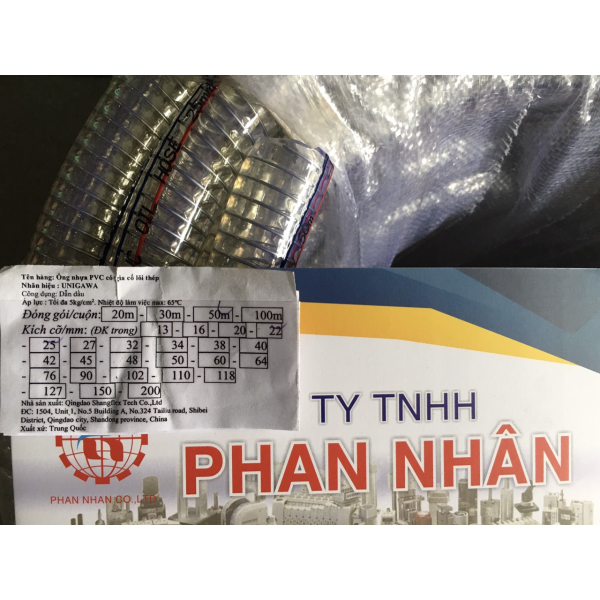 OIL HOSE
25mm
Tên hàng: Ống nhựa PVC có gia cố lõi thép
Nhãn hiệu : UNIGAWA
Công dụng: Dẫn dầu
Áp lực : Tối đa 5kg/cm². Nhiệt độ làm việc max: 65ºC
Đóng gói/cuộn: 20m - 30m - 50m - 100m
Kích cỡ/mm: (ĐK trong) 13 - 16 - 20 - 22
- 25 - 27 - 32 - 34 - 38 - 40
- 42 - 45 - 48 - 50 - 60 - 64
- 76 - 90 - 102 - 110 - 118
- 127 - 150 - 200
Nhà sản xuất: Qingdao Shangflex Tech Co.,Ltd
ĐC: 1504, Unit 1, No.5 Building A, No.324 Tailiu road, Shibei
District, Qingdao city, Shandong province, China
Xuất xứ: Trung Quốc
TY TNHH
PHAN NHÂN
PHAN NHAN CO.,LTD